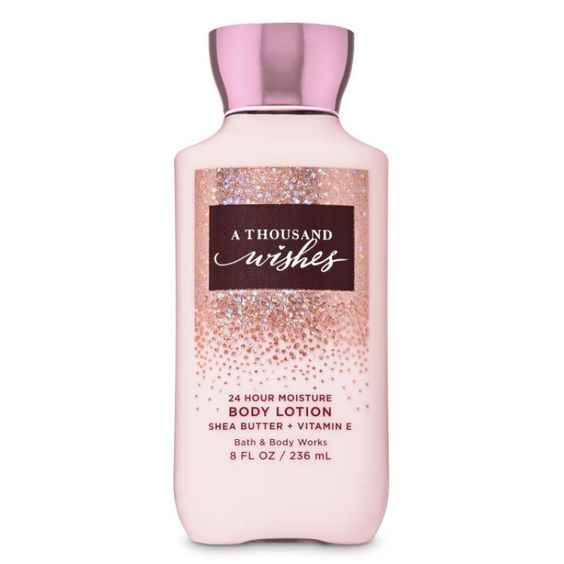 A THOUSAND
wishes
24 HOUR MOISTURE
BODY LOTION
SHEA BUTTER + VITAMIN E
Bath & Body Works
8 FL OZ / 236 mL